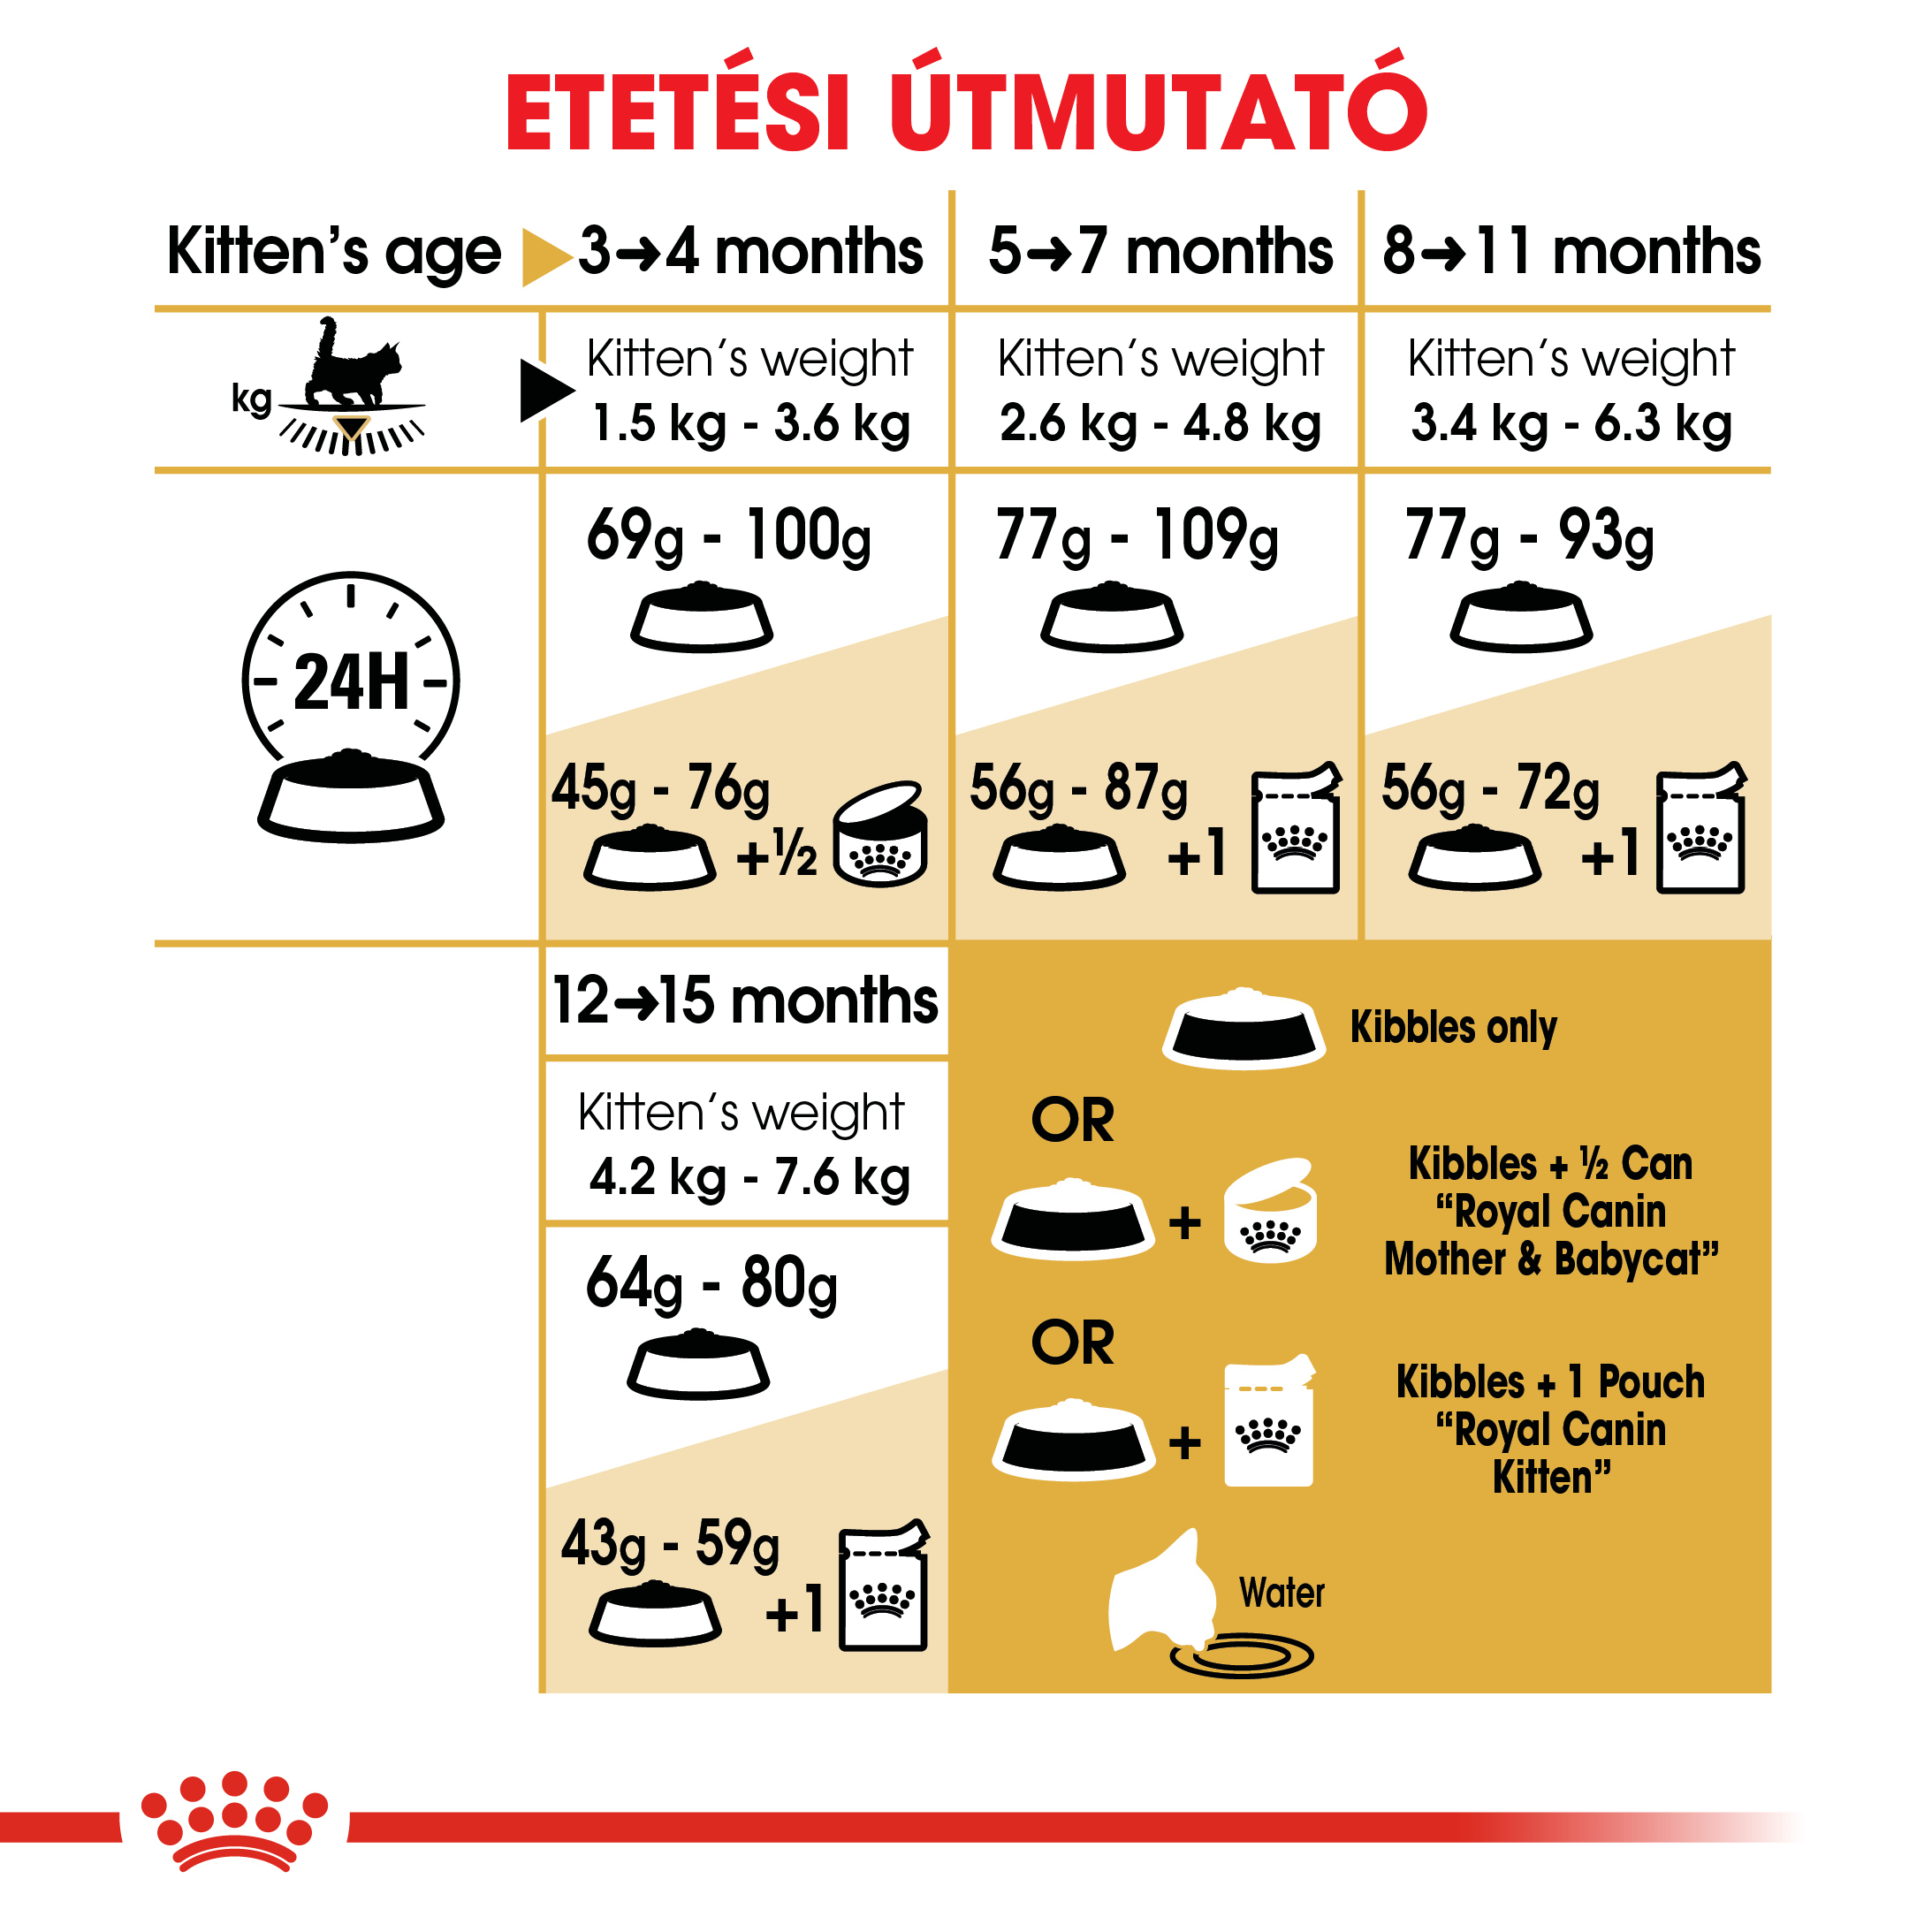 ETETÉSI ÚTMUTATÓ
Kitten's age 3→4 months 5→7 months 8→11 months
kg
Kitten's weight Kitten's weight Kitten's weight
1.5 kg - 3.6 kg 2.6 kg - 4.8 kg 3.4 kg - 6.3 kg
69g - 100g 77g - 109g 77g - 93g
24H
45g - 76g 56g - 87g 56g - 72g
+½ +1 +1
12→15 months
Kitten's weight
4.2 kg - 7.6 kg
64g - 80g
43g - 59g
+1
Kibbles only
OR
+
Kibbles + ½ Can
“Royal Canin
Mother & Babycat”
OR
+
Kibbles + 1 Pouch
“Royal Canin
Kitten”
Water